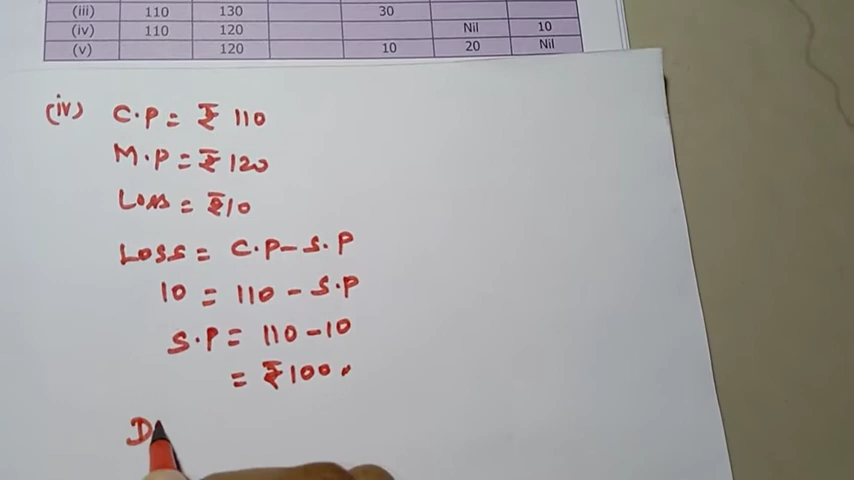 (iii) 110 130 30
(iv) 110 120 Nil 10
(v) 120 10 20 Nil
(iv) C.P = ₹ 110
M.P = ₹ 120
Loss = ₹10
Loss = C.P - S.P
10 = 110 - S.P
S.P = 110 - 10
= ₹100.
D